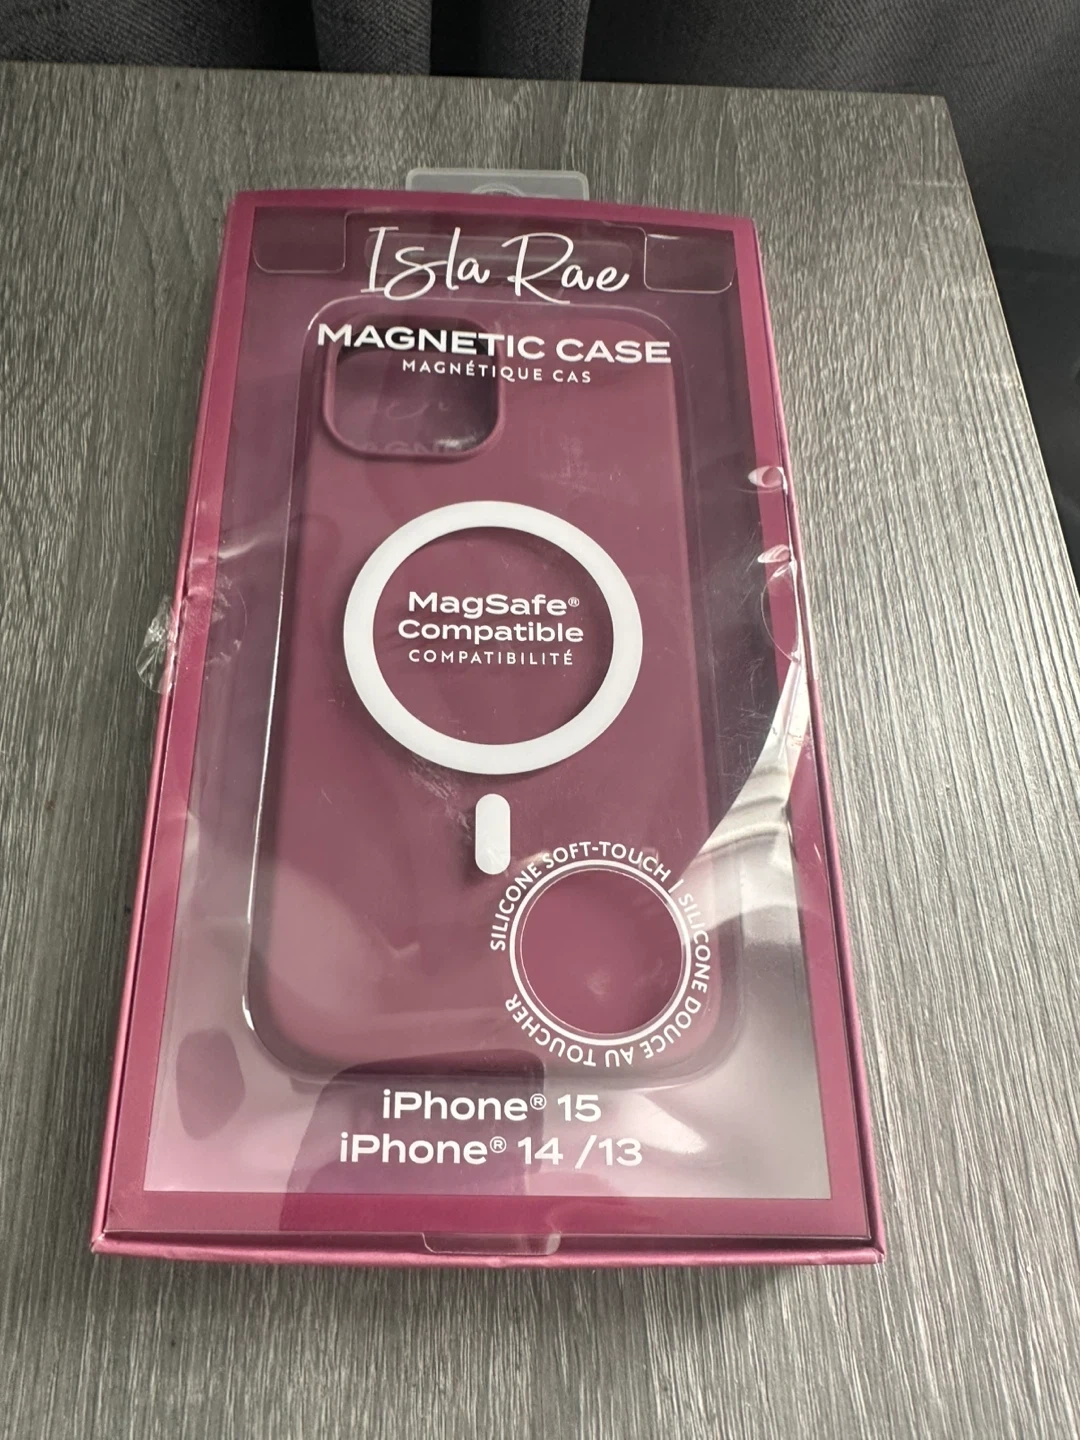 Isla Rae
MAGNETIC CASE
MAGNÉTIQUE CAS
MagSafe®
Compatible
COMPATIBILITÉ
SILICONE SOFT-TOUCH | SILICONE DOUCE AU TOUCHER
iPhone® 15
iPhone® 14 /13